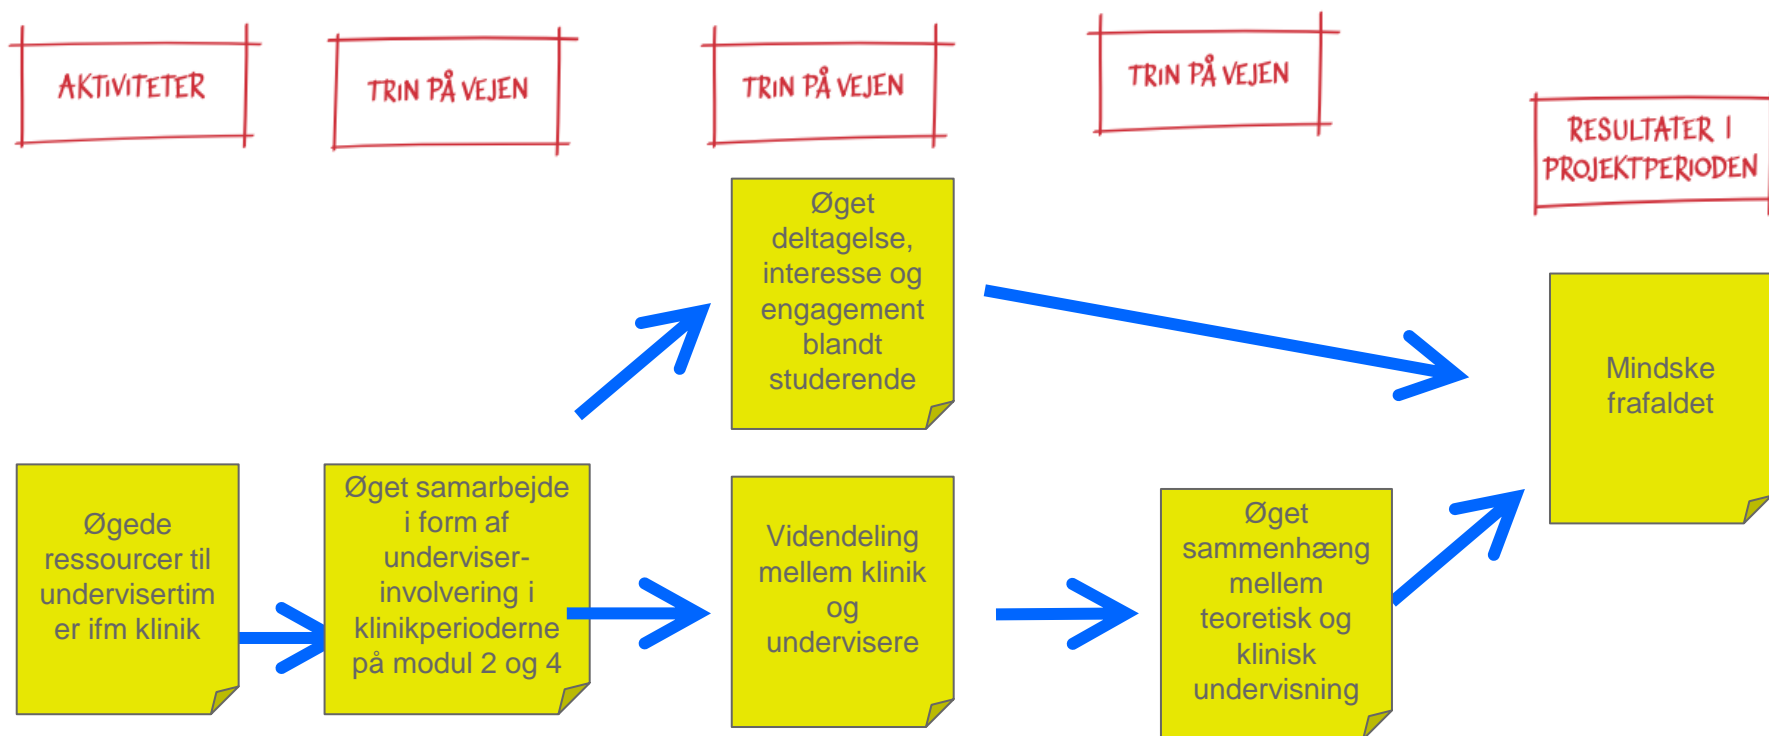 AKTIVITETER
TRIN PÅ VEJEN
TRIN PÅ VEJEN
TRIN PÅ VEJEN
RESULTATER I
PROJEKTPERIODEN
Øget
deltagelse,
interesse og
engagement
blandt
studerende
Mindske
frafaldet
Øgede
ressourcer til
undervisertim
er ifm klinik
Øget samarbejde
i form af
underviser-
involvering i
klinikperioderne
på modul 2 og 4
Videndeling
mellem klinik
og
undervisere
Øget
sammenhæng
mellem
teoretisk og
klinisk
undervisning